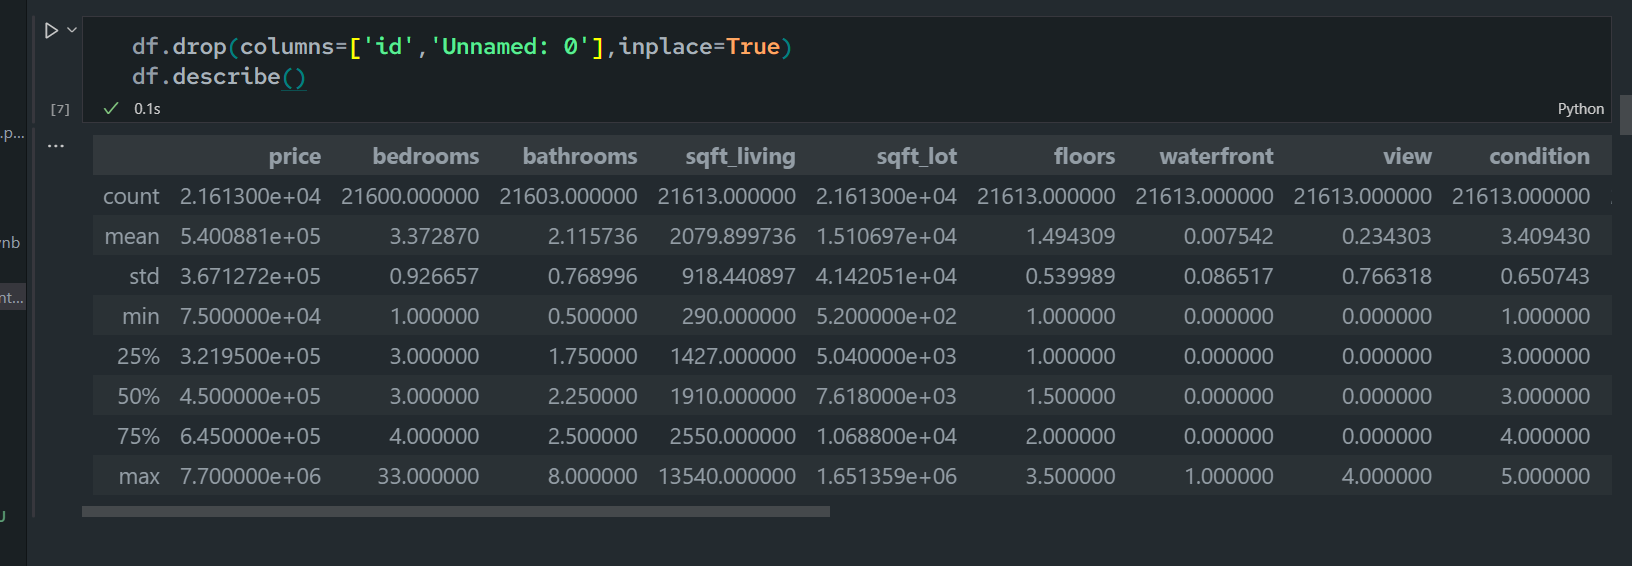 df.drop(columns=['id','Unnamed: 0'],inplace=True)
df.describe()
[7] 0.1s Python
.p...
...
price bedrooms bathrooms sqft_living sqft_lot floors waterfront view condition
count 2.161300e+04 21600.000000 21603.000000 21613.000000 2.161300e+04 21613.000000 21613.000000 21613.000000 21613.000000
mean 5.400881e+05 3.372870 2.115736 2079.899736 1.510697e+04 1.494309 0.007542 0.234303 3.409430
std 3.671272e+05 0.926657 0.768996 918.440897 4.142051e+04 0.539989 0.086517 0.766318 0.650743
nt...
min 7.500000e+04 1.000000 0.500000 290.000000 5.200000e+02 1.000000 0.000000 0.000000 1.000000
25% 3.219500e+05 3.000000 1.750000 1427.000000 5.040000e+03 1.000000 0.000000 0.000000 3.000000
50% 4.500000e+05 3.000000 2.250000 1910.000000 7.618000e+03 1.500000 0.000000 0.000000 3.000000
75% 6.450000e+05 4.000000 2.500000 2550.000000 1.068800e+04 2.000000 0.000000 0.000000 4.000000
max 7.700000e+06 33.000000 8.000000 13540.000000 1.651359e+06 3.500000 1.000000 4.000000 5.000000